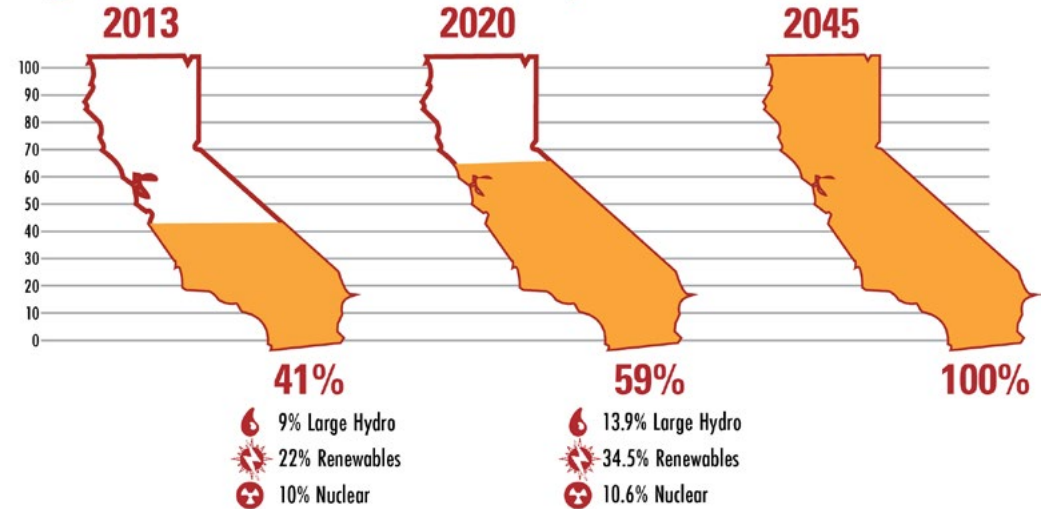 2013 2020 2045
100
90
80
70
60
50
40
30
20
10
0
41% 59% 100%
9% Large Hydro 13.9% Large Hydro
22% Renewables 34.5% Renewables
10% Nuclear 10.6% Nuclear